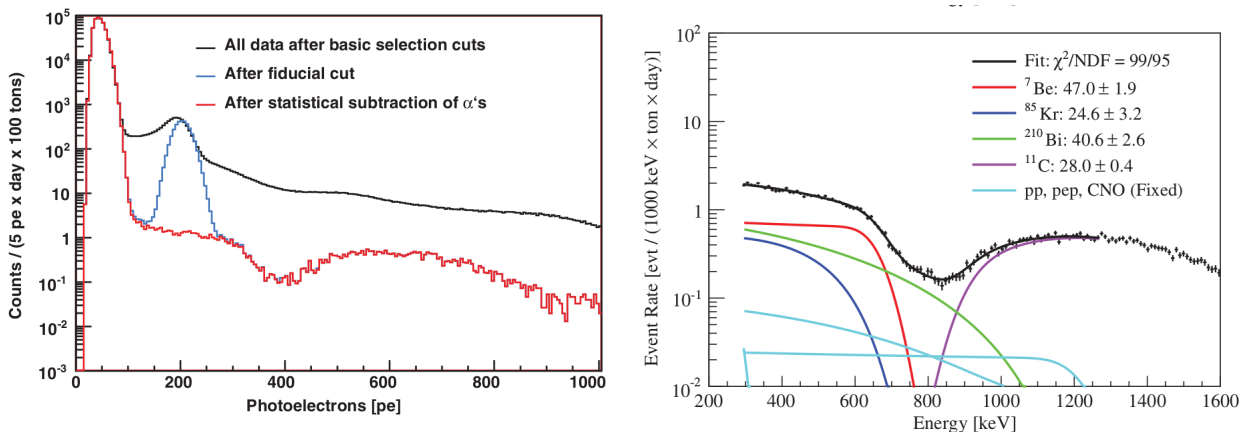 Counts / (5 pe x day x 100 tons)
10^5
10^4
10^3
10^2
10
1
10^-1
10^-2
10^-3
All data after basic selection cuts
After fiducial cut
After statistical subtraction of α‘s
0 200 400 600 800 1000
Photoelectrons [pe]
Event Rate [evt / (1000 keV × ton × day)]
10^2
10
1
10^-1
10^-2
Fit: χ^2/NDF = 99/95
^7Be: 47.0 ± 1.9
^85Kr: 24.6 ± 3.2
^210Bi: 40.6 ± 2.6
^11C: 28.0 ± 0.4
pp, pep, CNO (Fixed)
200 400 600 800 1000 1200 1400 1600
Energy [keV]